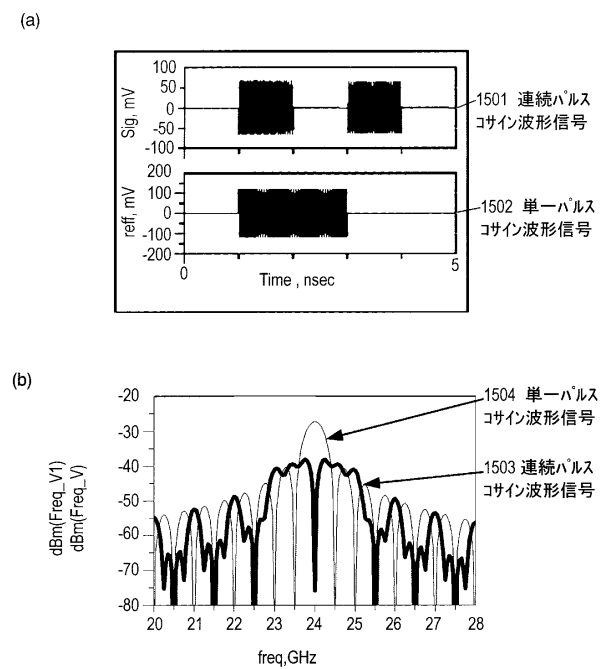 (a)
100
50
0
-50
-100
Sig, mV
1501 連続パルス
コサイン波形信号
200
100
0
-100
-200
reff, mV
1502 単一パルス
コサイン波形信号
0
5
Time , nsec
(b)
-20
-30
-40
-50
-60
-70
-80
dBm(Freq_V1)
dBm(Freq_V)
1504 単一パルス
コサイン波形信号
1503 連続パルス
コサイン波形信号
20 21 22 23 24 25 26 27 28
freq,GHz